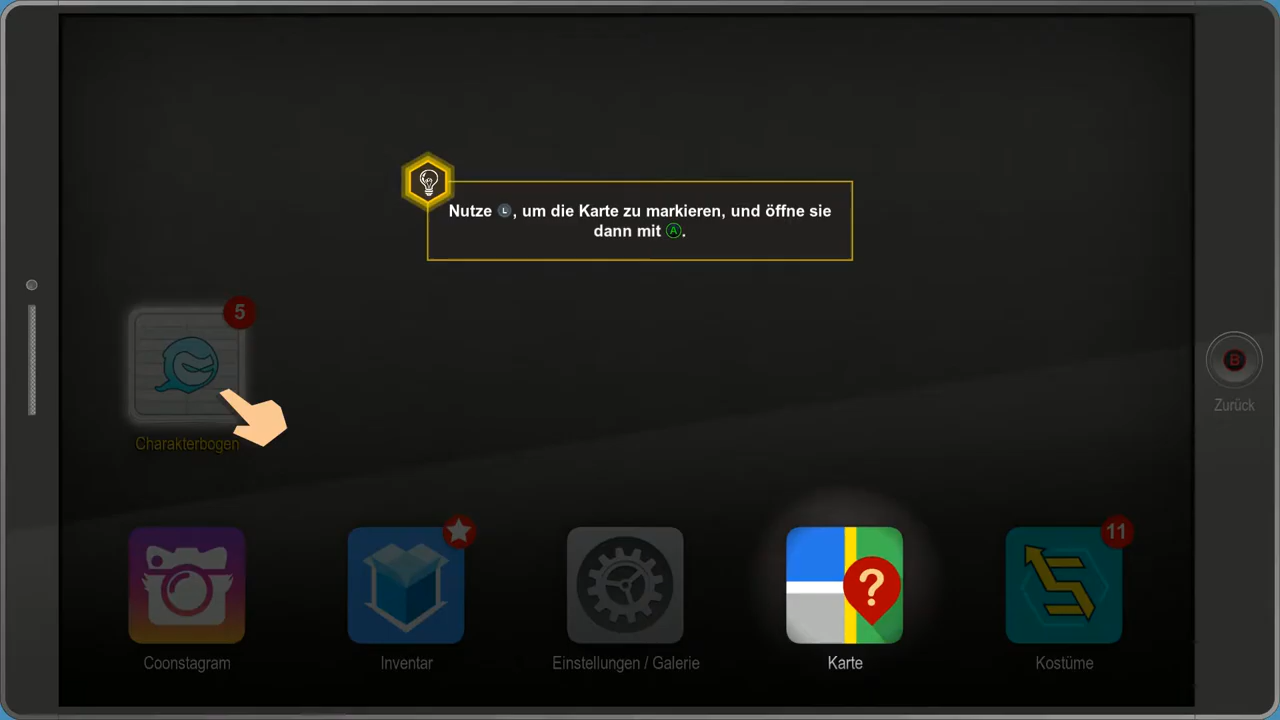 Nutze L, um die Karte zu markieren, und öffne sie
dann mit A.
5
Charakterbogen
B
Zurück
11
?
Coonstagram
Inventar
Einstellungen / Galerie
Karte
Kostüme